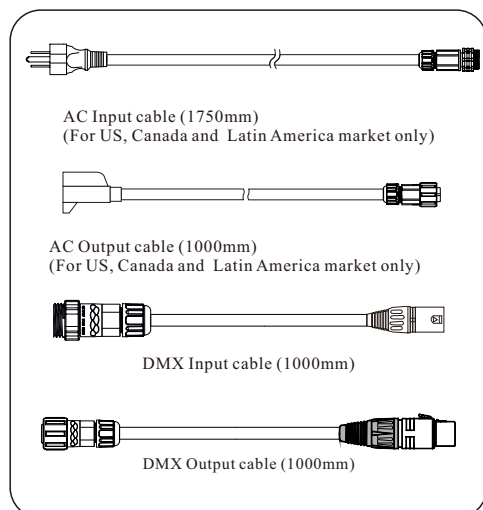 AC Input cable (1750mm)
(For US, Canada and Latin America market only)
AC Output cable (1000mm)
(For US, Canada and Latin America market only)
DMX Input cable (1000mm)
DMX Output cable (1000mm)